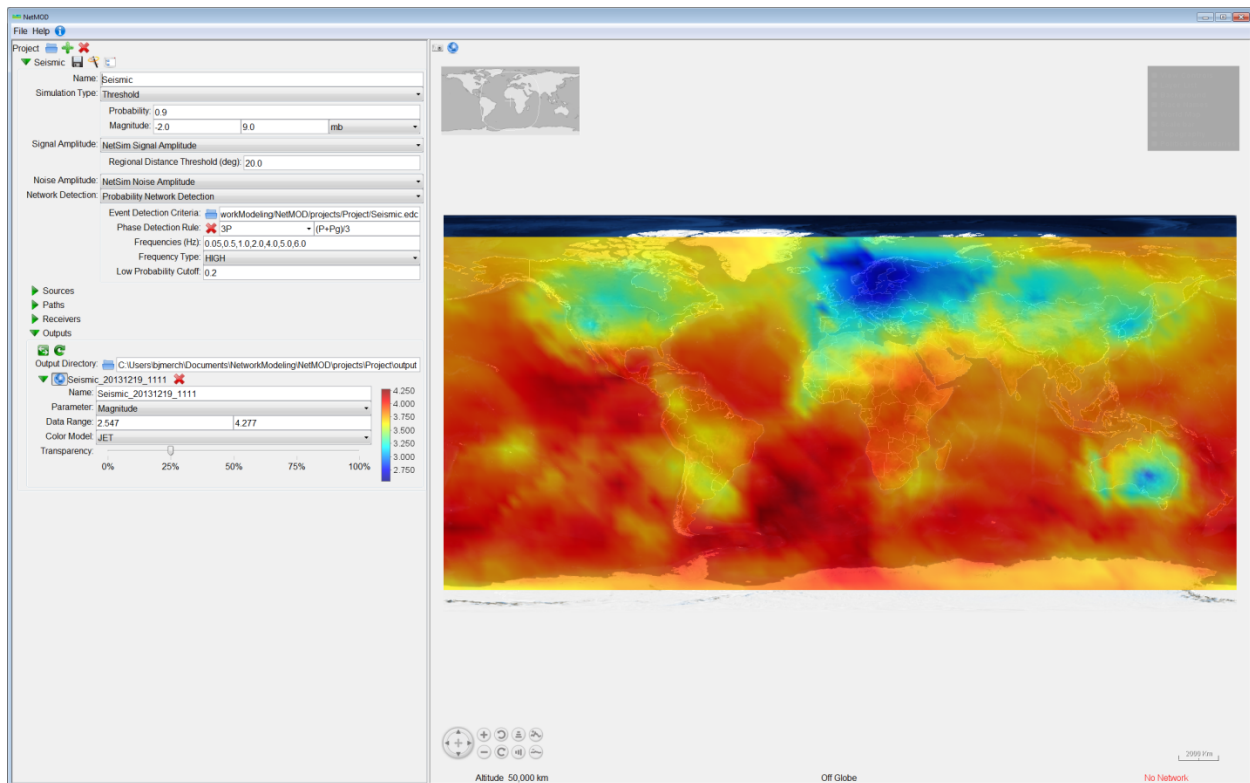 NetMOD
File Help
Project
Seismic
Name: Seismic
Simulation Type: Threshold
Probability: 0.9
Magnitude: -2.0 9.0 mb
Signal Amplitude: NetSim Signal Amplitude
Regional Distance Threshold (deg): 20.0
Noise Amplitude: NetSim Noise Amplitude
Network Detection: Probability Network Detection
Event Detection Criteria: workModeling/NetMOD/projects/Project/Seismic.edc
Phase Detection Rule: 3P (P+Pg)/3
Frequencies (Hz): 0.05,0.5,1.0,2.0,4.0,5.0,6.0
Frequency Type: HIGH
Low Probability Cutoff: 0.2
Sources
Paths
Receivers
Outputs
Output Directory: C:\Users\bjmerch\Documents\NetworkModeling\NetMOD\projects\Project\output
Seismic_20131219_1111
Name: Seismic_20131219_1111
Parameter: Magnitude
Data Range: 2.547 4.277
Color Model: JET
Transparency:
0% 25% 50% 75% 100%
4.250
4.000
3.750
3.500
3.250
3.000
2.750
Altitude 50,000 km Off Globe No Network